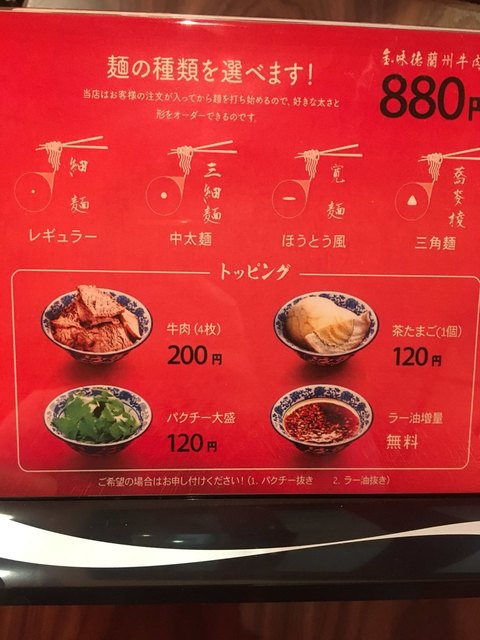 麺の種類を選べます！
当店はお客様の注文が入ってから麺を打ち始めるので、好きな太さと
形をオーダーできるのです。
蘭州牛肉
880円
細麺
三細麺
寛麺
蕎麥稜
レギュラー
中太麺
ほうとう風
三角麺
トッピング
牛肉(4枚)
200円
茶たまご(1個)
120円
パクチー大盛
120円
ラー油増量
無料
ご希望の場合はお申し付けください！(1. パクチー抜き 2. ラー油抜き)